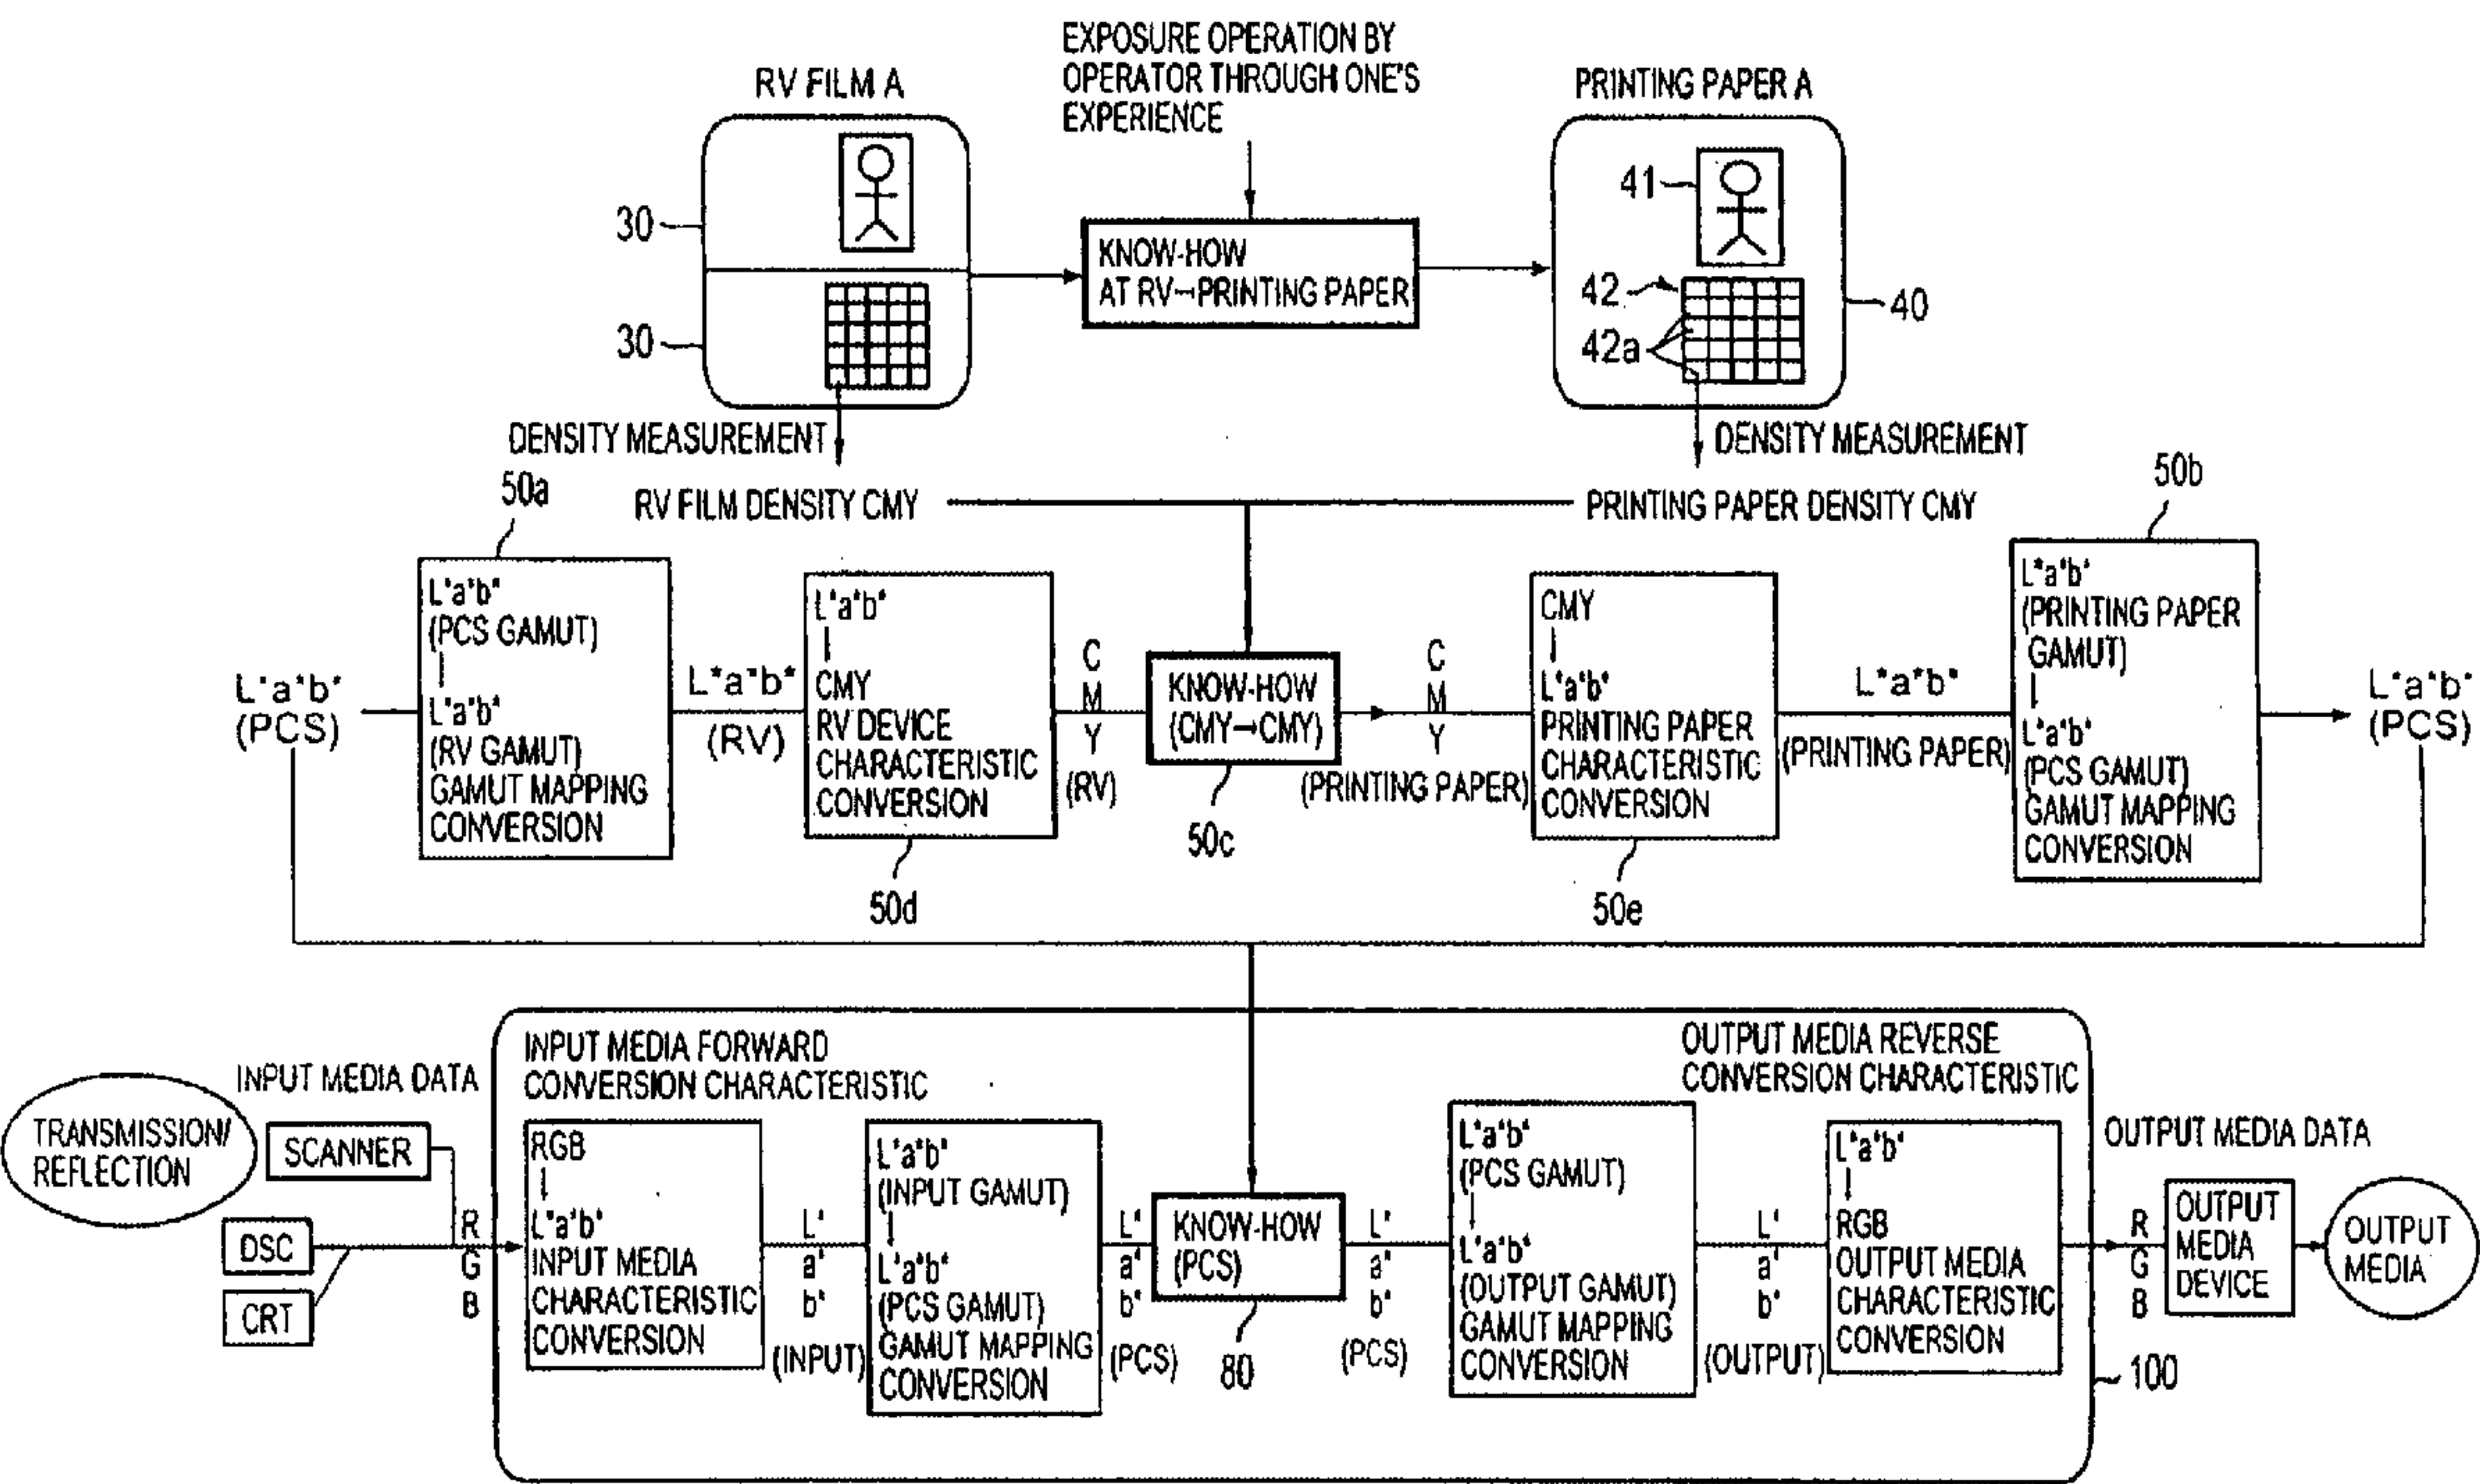 EXPOSURE OPERATION BY
OPERATOR THROUGH ONE'S
EXPERIENCE
RV FILM A
PRINTING PAPER A
30
30
KNOW-HOW
AT RV→PRINTING PAPER
41
42
42a
40
DENSITY MEASUREMENT
DENSITY MEASUREMENT
50a
RV FILM DENSITY CMY
PRINTING PAPER DENSITY CMY
50b
L*a*b*
(PCS)
L*a*b*
(PCS GAMUT)
L*a*b*
(RV GAMUT)
GAMUT MAPPING
CONVERSION
L*a*b*
(RV)
L*a*b*
CMY
RV DEVICE
CHARACTERISTIC
CONVERSION
50d
C
M
Y
(RV)
KNOW-HOW
(CMY→CMY)
50c
C
M
Y
(PRINTING PAPER)
CMY
L*a*b*
PRINTING PAPER
CHARACTERISTIC
CONVERSION
50e
L*a*b*
(PRINTING PAPER)
L*a*b*
(PRINTING PAPER
GAMUT)
L*a*b*
(PCS GAMUT)
GAMUT MAPPING
CONVERSION
L*a*b*
(PCS)
INPUT MEDIA FORWARD
CONVERSION CHARACTERISTIC
OUTPUT MEDIA REVERSE
CONVERSION CHARACTERISTIC
INPUT MEDIA DATA
TRANSMISSION/
REFLECTION
SCANNER
DSC
CRT
R
G
B
RGB
L*a*b*
INPUT MEDIA
CHARACTERISTIC
CONVERSION
L*
a*
b*
(INPUT)
L*a*b*
(INPUT GAMUT)
L*a*b*
(PCS GAMUT)
GAMUT MAPPING
CONVERSION
L*
a*
b*
(PCS)
KNOW-HOW
(PCS)
80
L*
a*
b*
(PCS)
L*a*b*
(PCS GAMUT)
L*a*b*
(OUTPUT GAMUT)
GAMUT MAPPING
CONVERSION
L*
a*
b*
(OUTPUT)
L*a*b*
RGB
OUTPUT MEDIA
CHARACTERISTIC
CONVERSION
100
OUTPUT MEDIA DATA
R
G
B
OUTPUT
MEDIA
DEVICE
OUTPUT
MEDIA